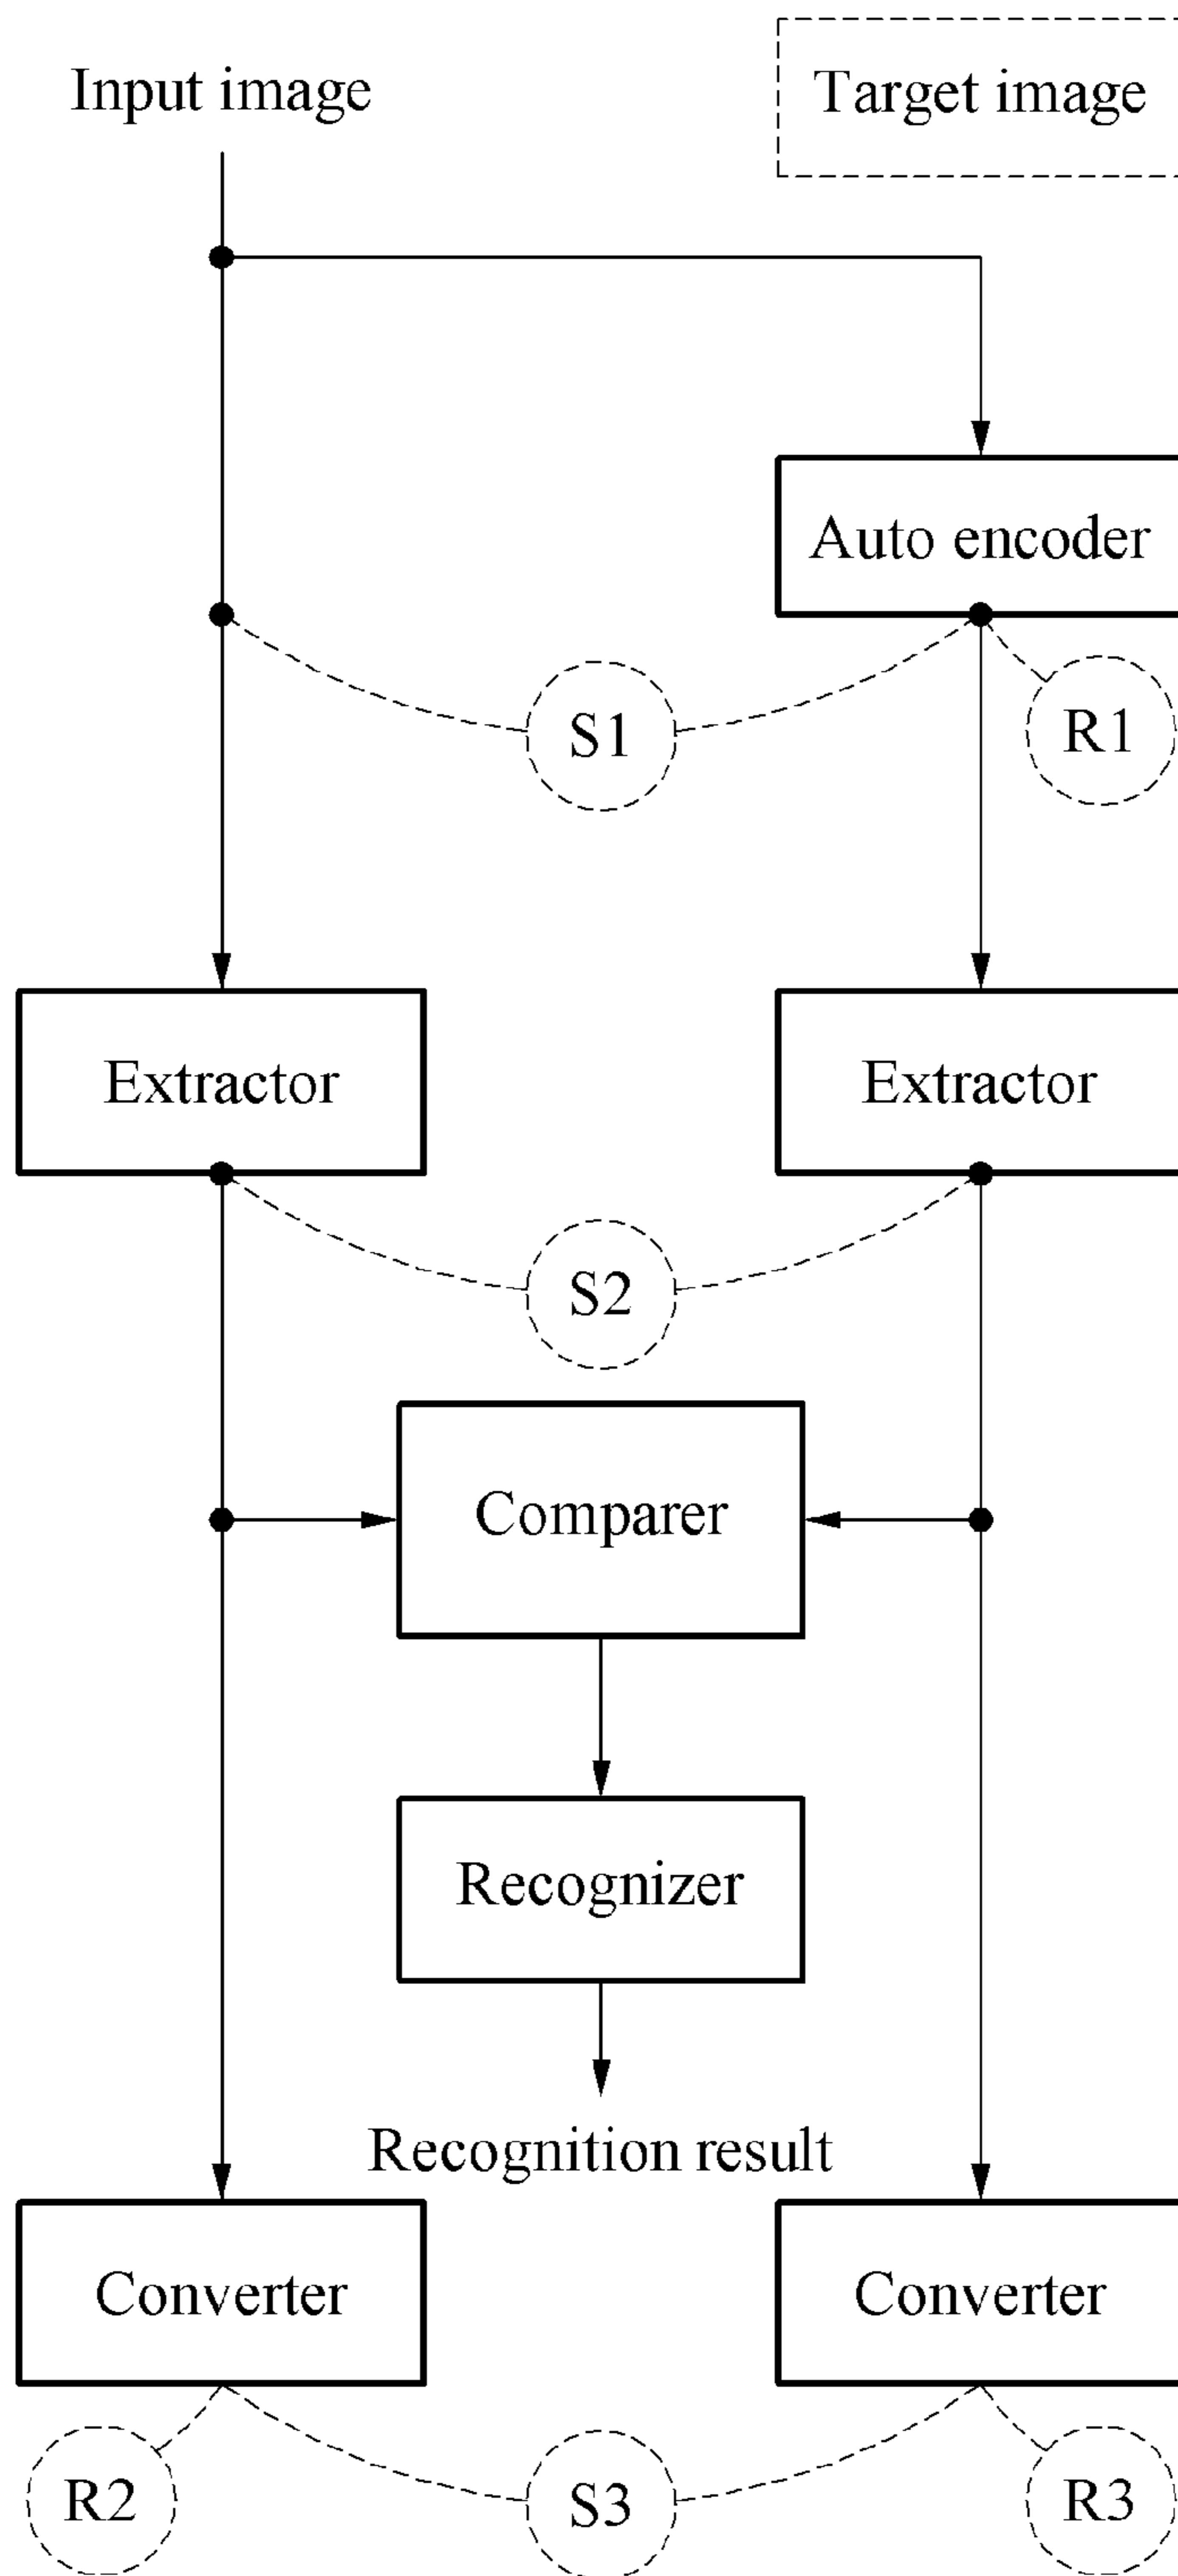 Input image
Target image
Auto encoder
S1
R1
Extractor
Extractor
S2
Comparer
Recognizer
Recognition result
Converter
Converter
R2
S3
R3